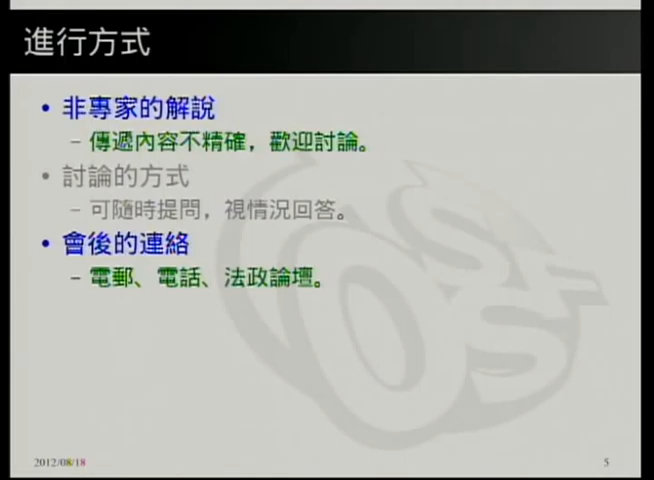 進行方式
• 非專家的解說
– 傳遞內容不精確，歡迎討論。
• 討論的方式
– 可隨時提問，視情況回答。
• 會後的連絡
– 電郵、電話、法政論壇。
OSSF
2012/08/18
5